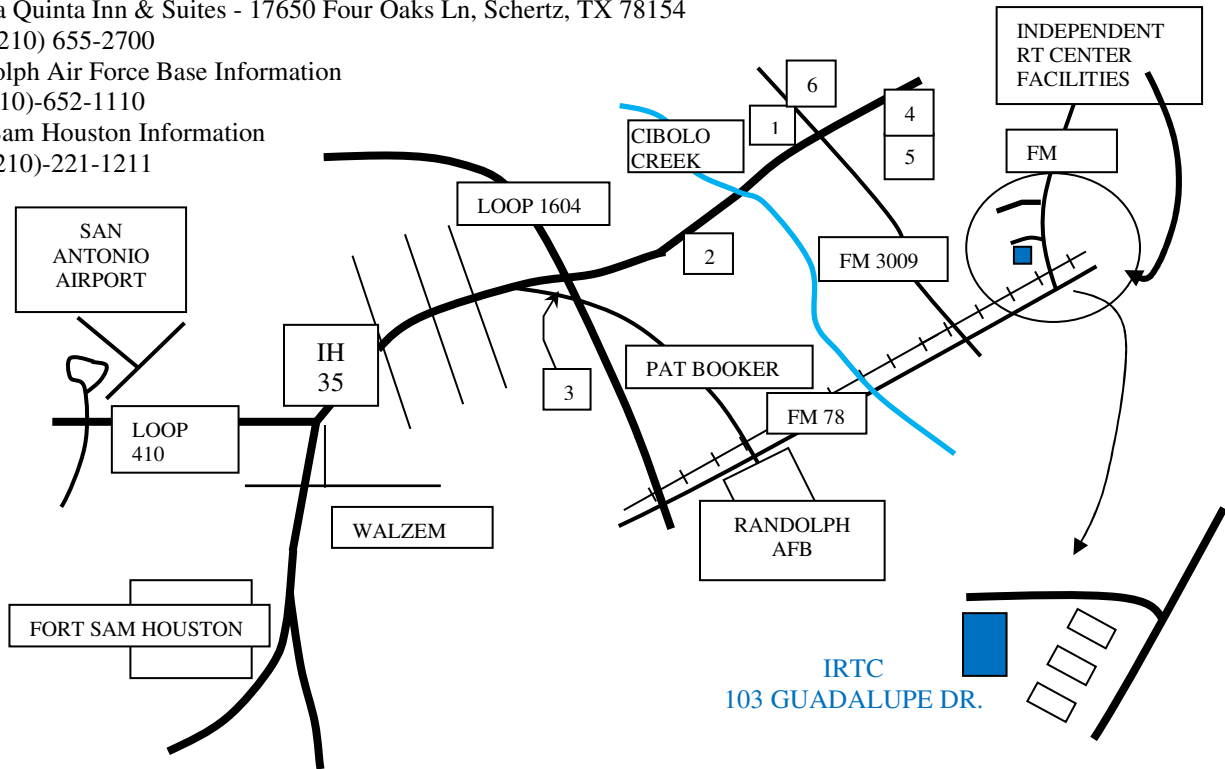 a Quinta Inn & Suites - 17650 Four Oaks Ln, Schertz, TX 78154
210) 655-2700
olph Air Force Base Information
10)-652-1110
Sam Houston Information
210)-221-1211
INDEPENDENT
RT CENTER
FACILITIES
6
1
4
5
CIBOLO
CREEK
FM
LOOP 1604
SAN
ANTONIO
AIRPORT
2
FM 3009
IH
35
PAT BOOKER
3
FM 78
LOOP
410
WALZEM
RANDOLPH
AFB
FORT SAM HOUSTON
IRTC
103 GUADALUPE DR.